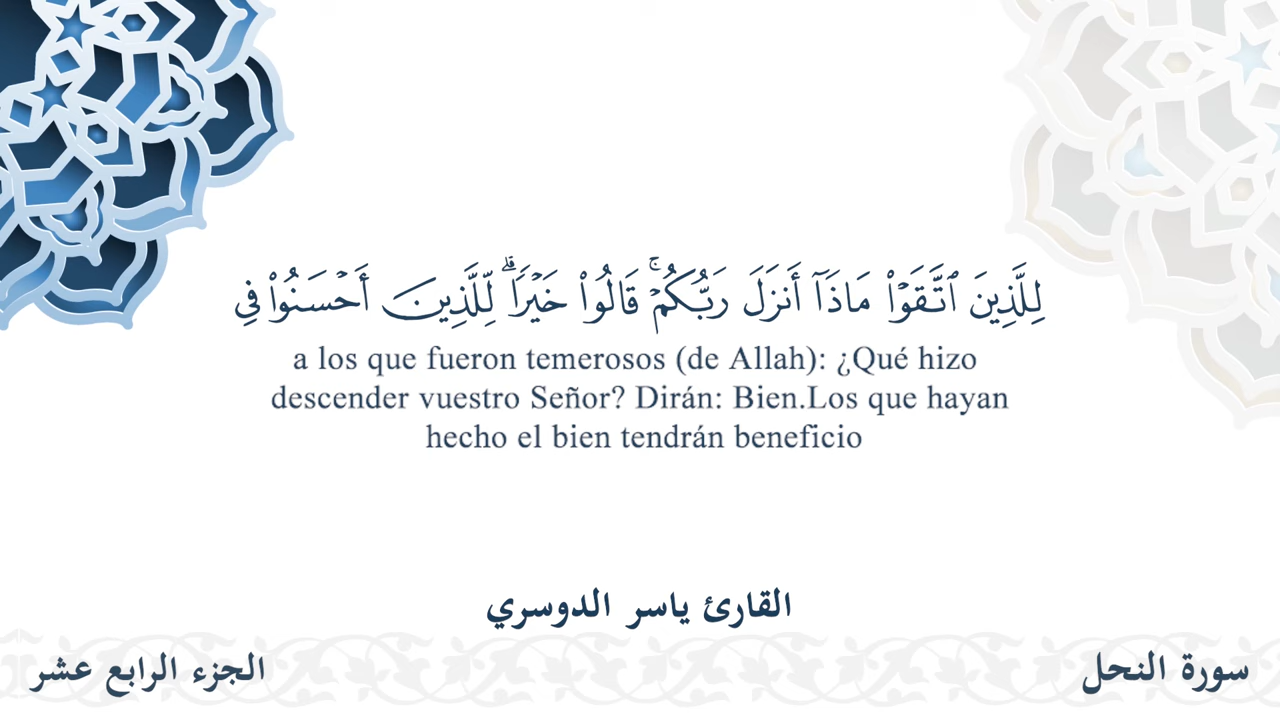 لِلَّذِينَ ٱتَّقَوۡاْ مَاذَآ أَنزَلَ رَبُّكُمۡۚ قَالُواْ خَيۡرٗاۗ لِّلَّذِينَ أَحۡسَنُواْ فِي
a los que fueron temerosos (de Allah): ¿Qué hizo
descender vuestro Señor? Dirán: Bien.Los que hayan
hecho el bien tendrán beneficio
القارئ ياسر الدوسري
سورة النحل
الجزء الرابع عشر